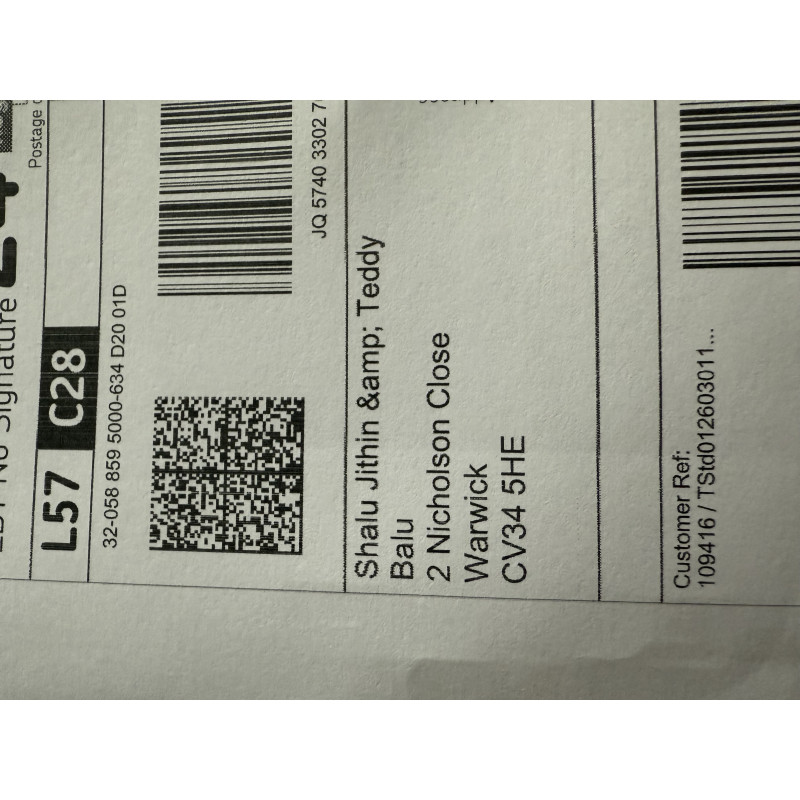 No Signature
24
Postage
L57 C28
32-058 859 5000-634 D20 01D
JQ 5740 3302 7
Shalu Jithin &amp; Teddy
Balu
2 Nicholson Close
Warwick
CV34 5HE
Customer Ref:
109416 / TStd012603011...